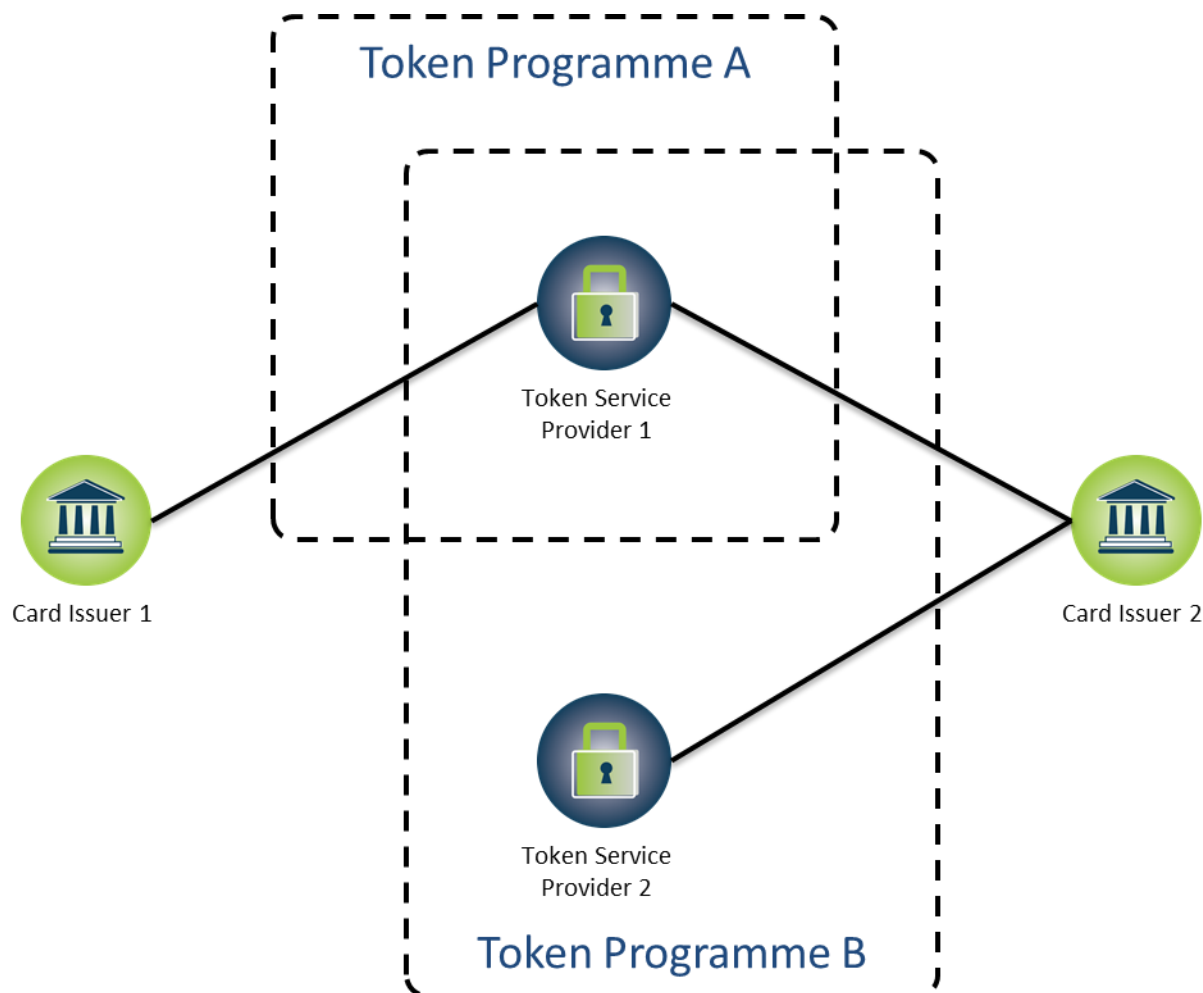 Token Programme A
Token Service
Provider 1
Card Issuer 1
Card Issuer 2
Token Service
Provider 2
Token Programme B